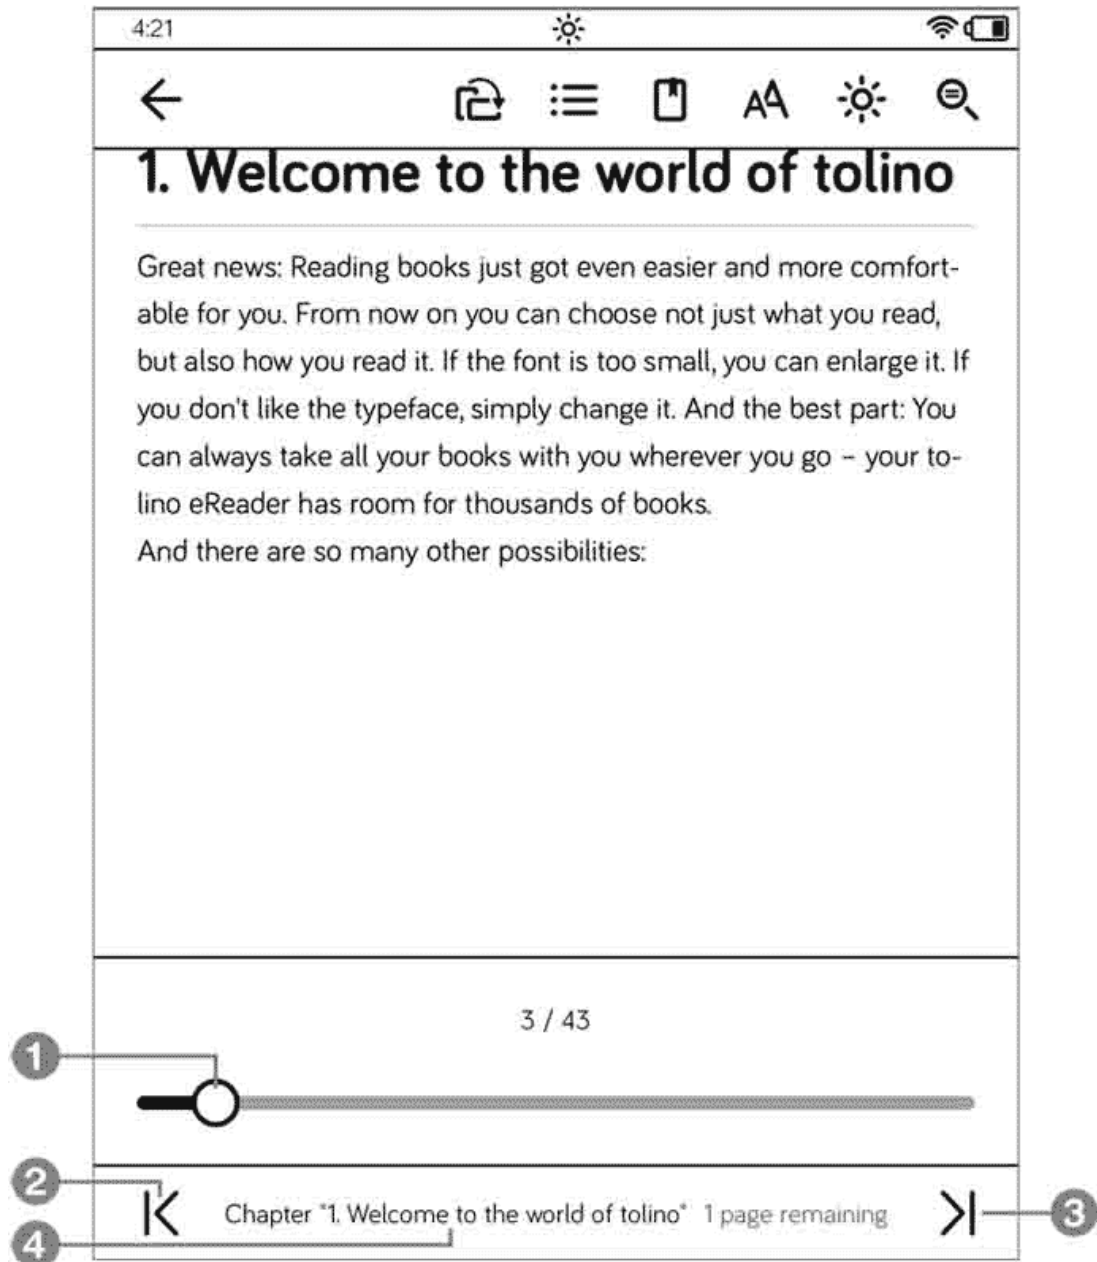 4:21
1. Welcome to the world of tolino
Great news: Reading books just got even easier and more comfort-
able for you. From now on you can choose not just what you read,
but also how you read it. If the font is too small, you can enlarge it. If
you don't like the typeface, simply change it. And the best part: You
can always take all your books with you wherever you go – your to-
lino eReader has room for thousands of books.
And there are so many other possibilities:
3 / 43
1
2
Chapter "1. Welcome to the world of tolino" 1 page remaining
3
4